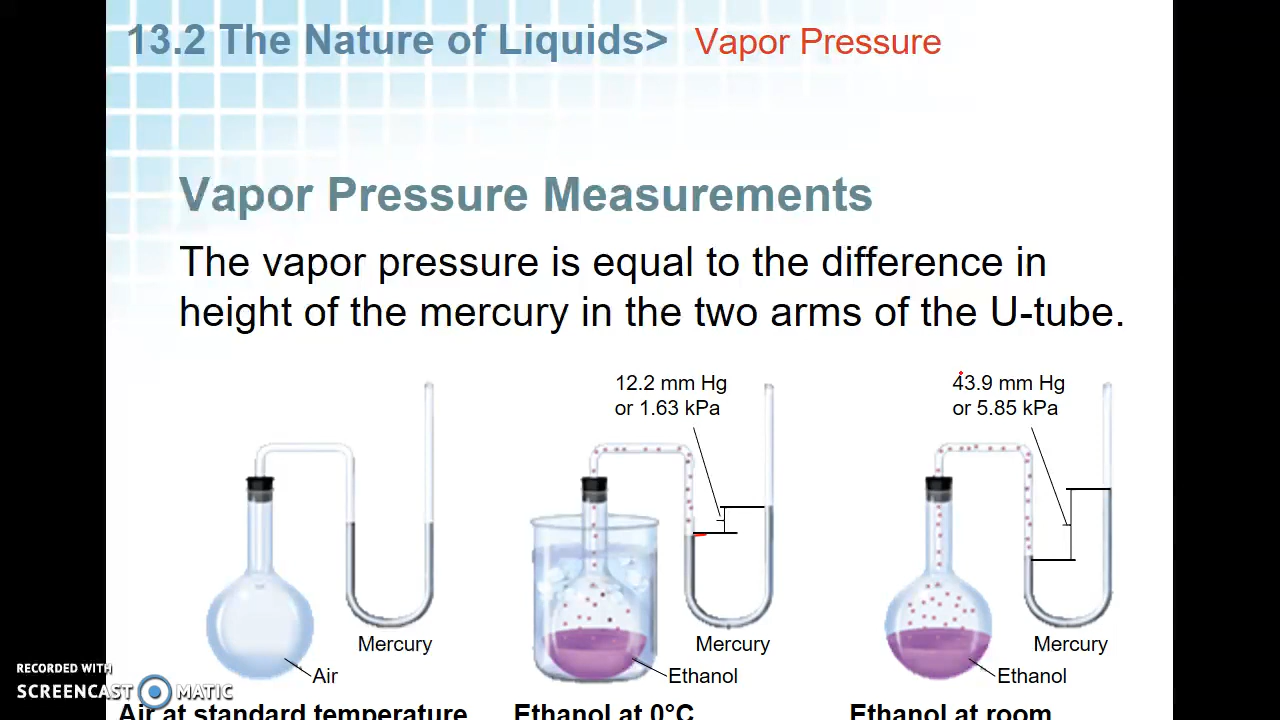 13.2 The Nature of Liquids> Vapor Pressure
Vapor Pressure Measurements
The vapor pressure is equal to the difference in
height of the mercury in the two arms of the U-tube.
12.2 mm Hg
or 1.63 kPa
43.9 mm Hg
or 5.85 kPa
Mercury
Air
Mercury
Ethanol
Mercury
Ethanol
Air at standard temperature
Ethanol at 0°C
Ethanol at room
RECORDED WITH
SCREENCAST MATIC